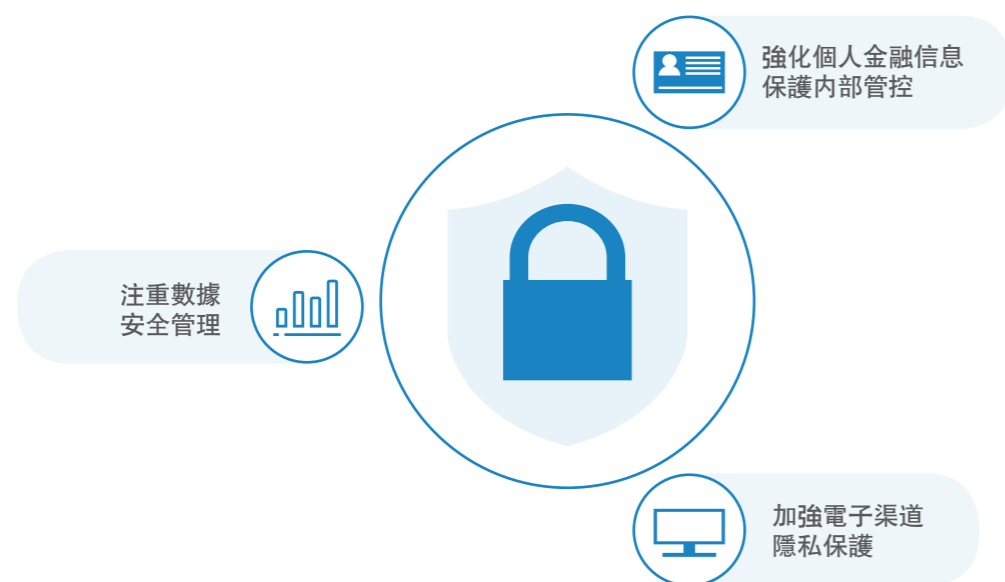 強化個人金融信息
保護内部管控
注重數據
安全管理
加強電子渠道
隱私保護